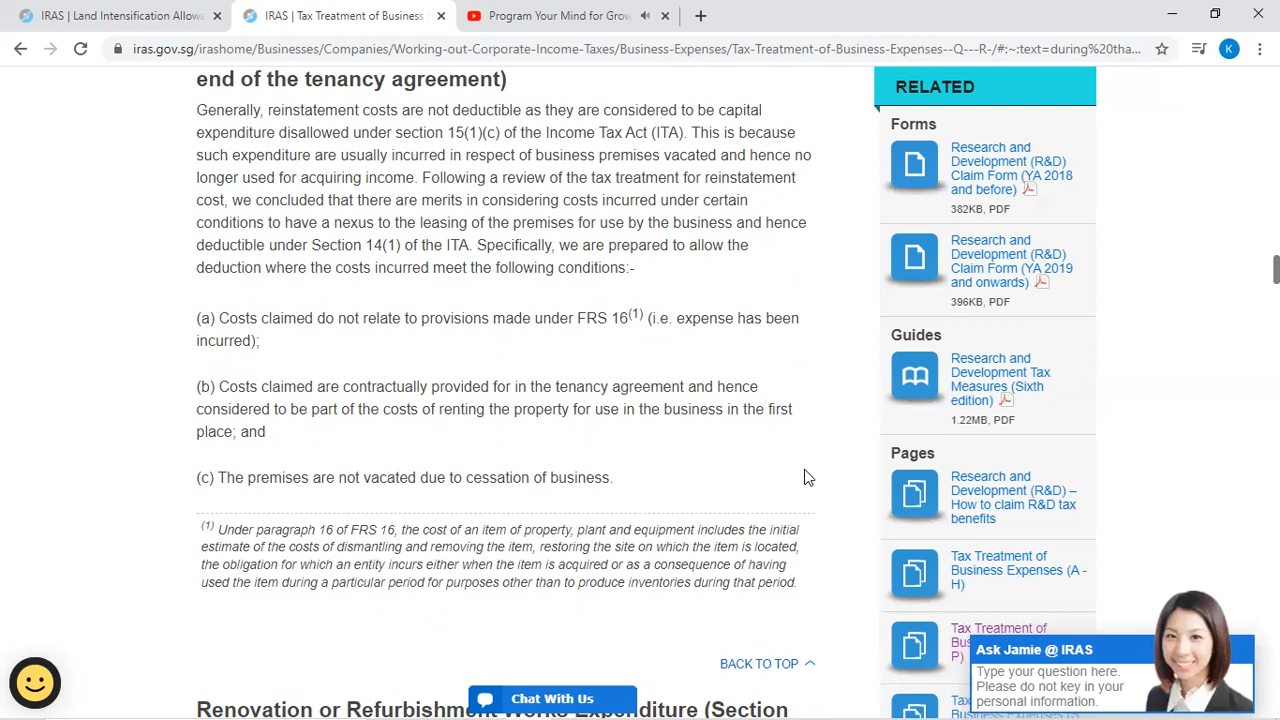 IRAS | Land Intensification Allowa
IRAS | Tax Treatment of Business
Program Your Mind for Grow
iras.gov.sg/irashome/Businesses/Companies/Working-out-Corporate-Income-Taxes/Business-Expenses/Tax-Treatment-of-Business-Expenses--Q---R-/#:~:text=during%20tha...
K
end of the tenancy agreement)
Generally, reinstatement costs are not deductible as they are considered to be capital
expenditure disallowed under section 15(1)(c) of the Income Tax Act (ITA). This is because
such expenditure are usually incurred in respect of business premises vacated and hence no
longer used for acquiring income. Following a review of the tax treatment for reinstatement
cost, we concluded that there are merits in considering costs incurred under certain
conditions to have a nexus to the leasing of the premises for use by the business and hence
deductible under Section 14(1) of the ITA. Specifically, we are prepared to allow the
deduction where the costs incurred meet the following conditions:-
(a) Costs claimed do not relate to provisions made under FRS 16(1) (i.e. expense has been
incurred);
(b) Costs claimed are contractually provided for in the tenancy agreement and hence
considered to be part of the costs of renting the property for use in the business in the first
place; and
(c) The premises are not vacated due to cessation of business.
(1) Under paragraph 16 of FRS 16, the cost of an item of property, plant and equipment includes the initial
estimate of the costs of dismantling and removing the item, restoring the site on which the item is located,
the obligation for which an entity incurs either when the item is acquired or as a consequence of having
used the item during a particular period for purposes other than to produce inventories during that period.
BACK TO TOP
Renovation or Refurbishment Works Expenditure (Section
Chat With Us
RELATED
Forms
Research and
Development (R&D)
Claim Form (YA 2018
and before)
382KB, PDF
Research and
Development (R&D)
Claim Form (YA 2019
and onwards)
396KB, PDF
Guides
Research and
Development Tax
Measures (Sixth
edition)
1.22MB, PDF
Pages
Research and
Development (R&D) –
How to claim R&D tax
benefits
Tax Treatment of
Business Expenses (A -
H)
Tax Treatment of
P)
Ask Jamie @ IRAS
Type your question here.
Please do not key in your
personal information.